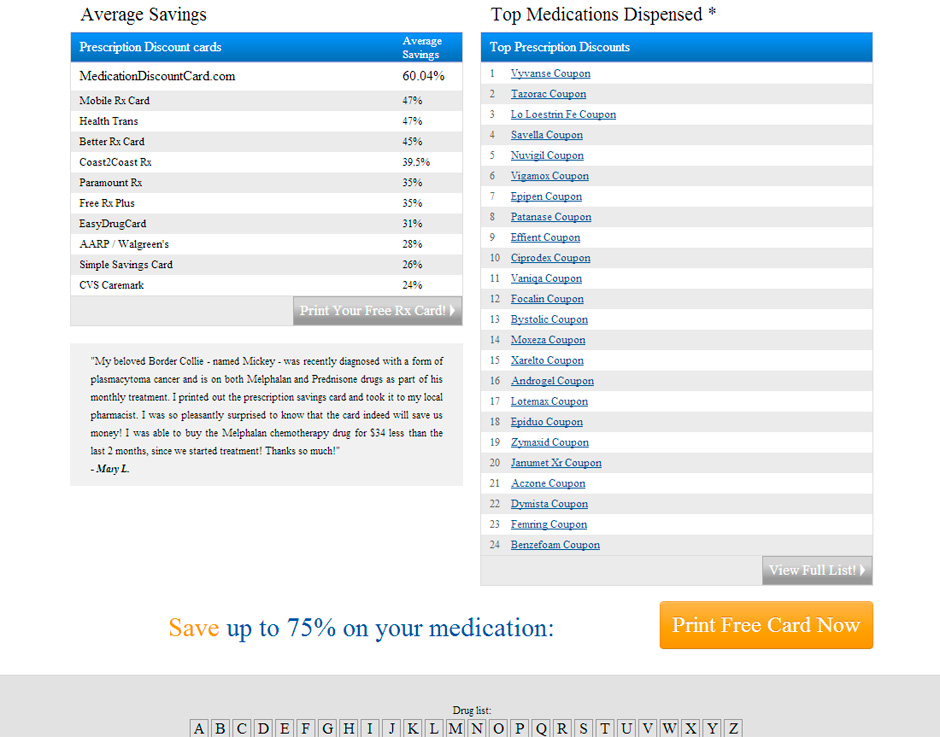 Average Savings
Prescription Discount cards Average Savings
MedicationDiscountCard.com 60.04%
Mobile Rx Card 47%
Health Trans 47%
Better Rx Card 45%
Coast2Coast Rx 39.5%
Paramount Rx 35%
Free Rx Plus 35%
EasyDrugCard 31%
AARP / Walgreen's 28%
Simple Savings Card 26%
CVS Caremark 24%
Print Your Free Rx Card!
"My beloved Border Collie - named Mickey - was recently diagnosed with a form of
plasmacytoma cancer and is on both Melphalan and Prednisone drugs as part of his
monthly treatment. I printed out the prescription savings card and took it to my local
pharmacist. I was so pleasantly surprised to know that the card indeed will save us
money! I was able to buy the Melphalan chemotherapy drug for $34 less than the
last 2 months, since we started treatment! Thanks so much!"
- Mary L.
Top Medications Dispensed *
Top Prescription Discounts
1 Vyvanse Coupon
2 Tazorac Coupon
3 Lo Loestrin Fe Coupon
4 Savella Coupon
5 Nuvigil Coupon
6 Vigamox Coupon
7 Epipen Coupon
8 Patanase Coupon
9 Effient Coupon
10 Ciprodex Coupon
11 Vaniqa Coupon
12 Focalin Coupon
13 Bystolic Coupon
14 Moxeza Coupon
15 Xarelto Coupon
16 Androgel Coupon
17 Lotemax Coupon
18 Epiduo Coupon
19 Zymaxid Coupon
20 Janumet Xr Coupon
21 Aczone Coupon
22 Dymista Coupon
23 Femring Coupon
24 Benzefoam Coupon
View Full List!
Save up to 75% on your medication:
Print Free Card Now
Drug list:
A B C D E F G H I J K L M N O P Q R S T U V W X Y Z